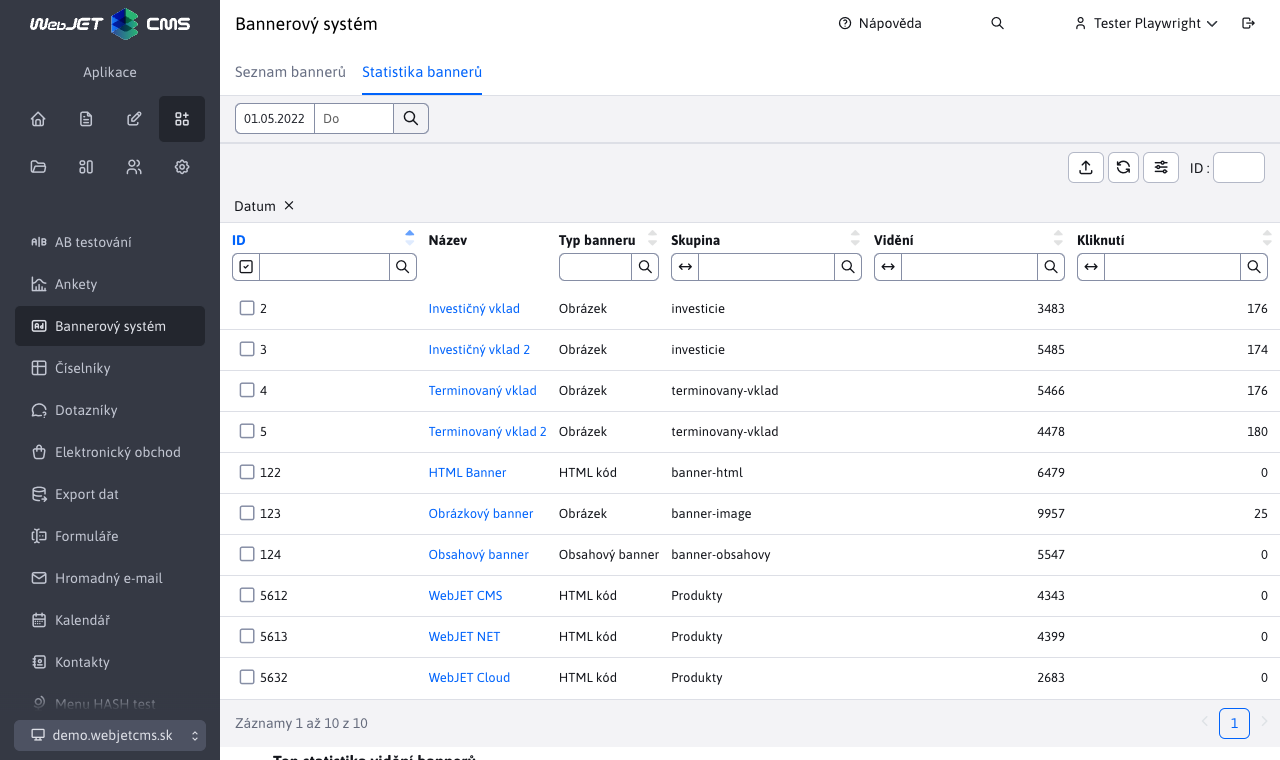 WebJET CMS
Bannerový systém
Nápověda
Tester Playwright
Aplikace
Seznam bannerů
Statistika bannerů
01.05.2022
Do
ID :
Datum
ID
Název
Typ banneru
Skupina
Vidění
Kliknutí
2 Investičný vklad Obrázek investicie 3483 176
3 Investičný vklad 2 Obrázek investicie 5485 174
4 Terminovaný vklad Obrázek terminovany-vklad 5466 176
5 Terminovaný vklad 2 Obrázek terminovany-vklad 4478 180
122 HTML Banner HTML kód banner-html 6479 0
123 Obrázkový banner Obrázek banner-image 9957 25
124 Obsahový banner Obsahový banner banner-obsahovy 5547 0
5612 WebJET CMS HTML kód Produkty 4343 0
5613 WebJET NET HTML kód Produkty 4399 0
5632 WebJET Cloud HTML kód Produkty 2683 0
Záznamy 1 až 10 z 10
1
Top statistika vidění bannerů
AB testování
Ankety
Bannerový systém
Číselníky
Dotazníky
Elektronický obchod
Export dat
Formuláře
Hromadný e-mail
Kalendář
Kontakty
Menu HASH test
demo.webjetcms.sk